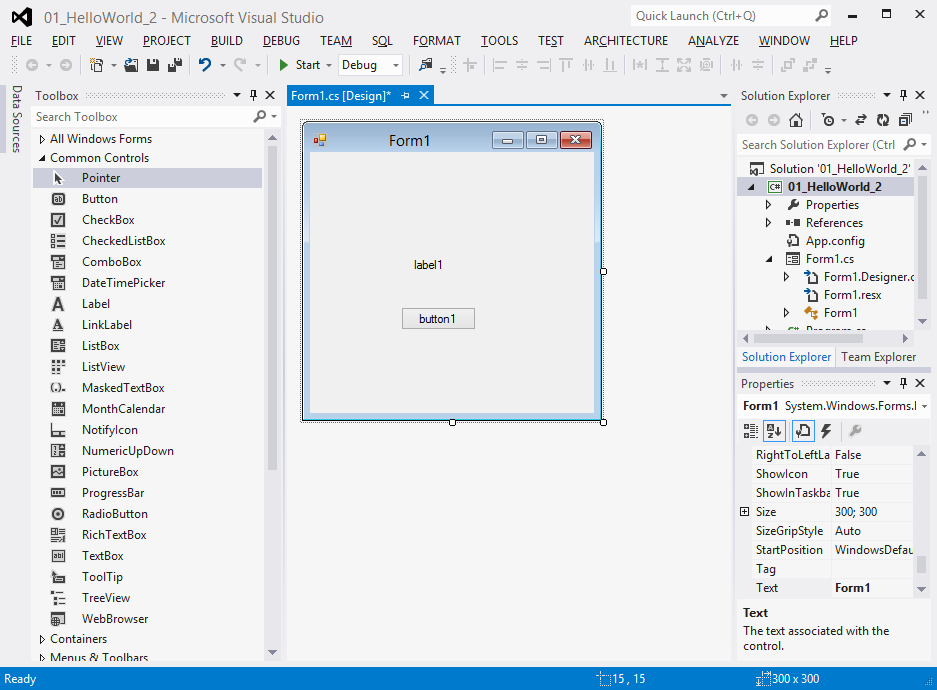 01_HelloWorld_2 - Microsoft Visual Studio
Quick Launch (Ctrl+Q)
FILE EDIT VIEW PROJECT BUILD DEBUG TEAM SQL FORMAT TOOLS TEST ARCHITECTURE ANALYZE WINDOW HELP
Start Debug
Data Sources
Toolbox
Search Toolbox
All Windows Forms
Common Controls
Pointer
Button
CheckBox
CheckedListBox
ComboBox
DateTimePicker
Label
LinkLabel
ListBox
ListView
MaskedTextBox
MonthCalendar
NotifyIcon
NumericUpDown
PictureBox
ProgressBar
RadioButton
RichTextBox
TextBox
ToolTip
TreeView
WebBrowser
Containers
Menus & Toolbars
Form1.cs [Design]*
Form1
label1
button1
Solution Explorer
Search Solution Explorer (Ctrl
Solution '01_HelloWorld_2'
01_HelloWorld_2
Properties
References
App.config
Form1.cs
Form1.Designer.c
Form1.resx
Form1
Program.cs
Solution Explorer Team Explorer
Properties
Form1 System.Windows.Forms.
RightToLeftLa False
ShowIcon True
ShowInTaskba True
Size 300; 300
SizeGripStyle Auto
StartPosition WindowsDefau
Tag
Text Form1
Text
The text associated with the
control.
Ready
15 , 15
300 x 300